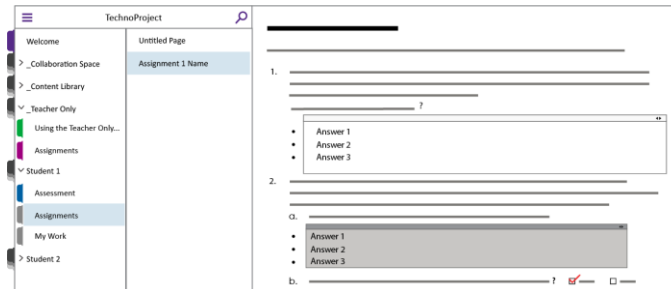 TechnoProject
Welcome
_Collaboration Space
_Content Library
_Teacher Only
Using the Teacher Only...
Assignments
Student 1
Assessment
Assignments
My Work
Student 2
Untitled Page
Assignment 1 Name
1.
?
• Answer 1
• Answer 2
• Answer 3
2.
a.
• Answer 1
• Answer 2
• Answer 3
b. ?